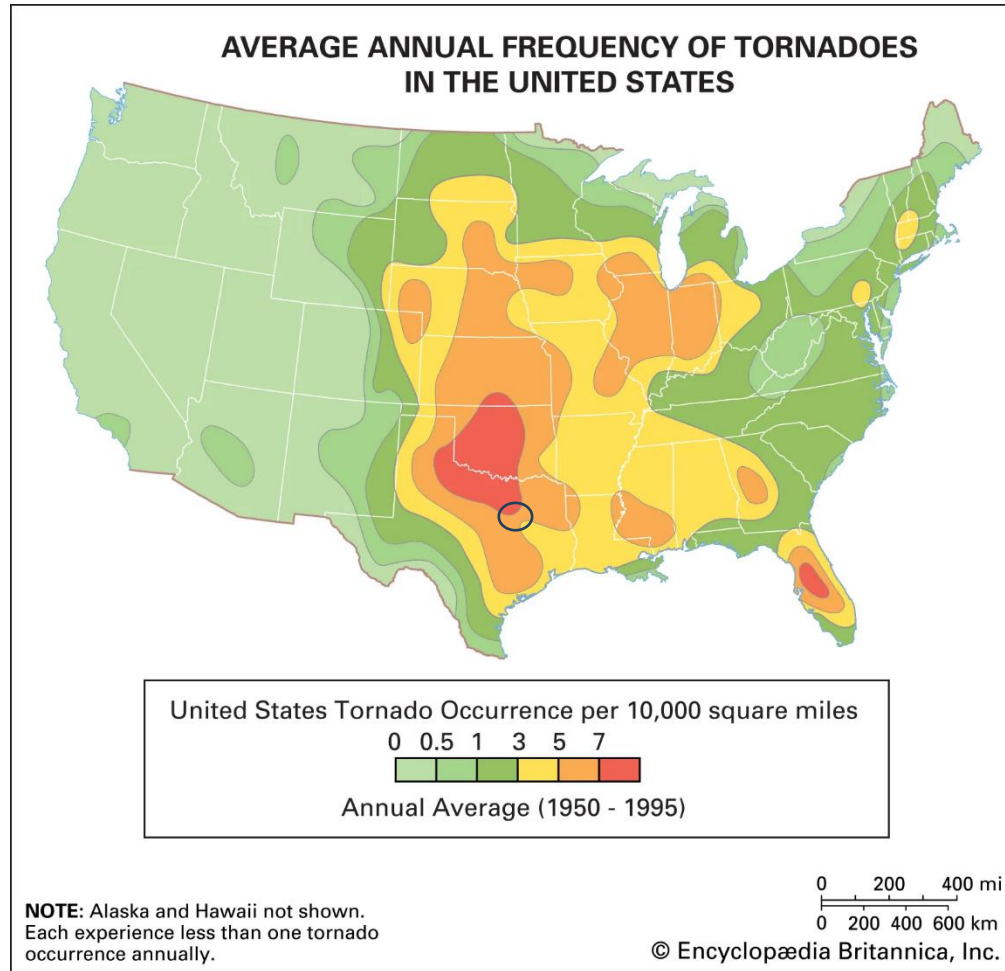 AVERAGE ANNUAL FREQUENCY OF TORNADOES
IN THE UNITED STATES
United States Tornado Occurrence per 10,000 square miles
0 0.5 1 3 5 7
Annual Average (1950 - 1995)
NOTE: Alaska and Hawaii not shown.
Each experience less than one tornado
occurrence annually.
0 200 400 mi
0 200 400 600 km
© Encyclopædia Britannica, Inc.